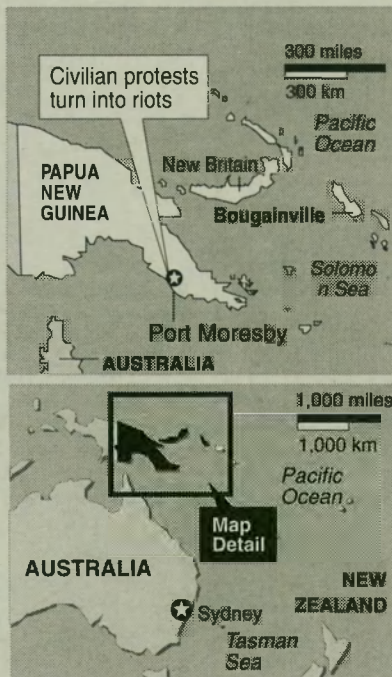 300 miles
300 km
Civilian protests
turn into riots
Pacific
Ocean
New Britain
PAPUA
NEW
GUINEA
Bougainville
Solomo
n Sea
Port Moresby
AUSTRALIA
1,000 miles
1,000 km
Pacific
Ocean
Map
Detail
AUSTRALIA
NEW
ZEALAND
Sydney
Tasman
Sea